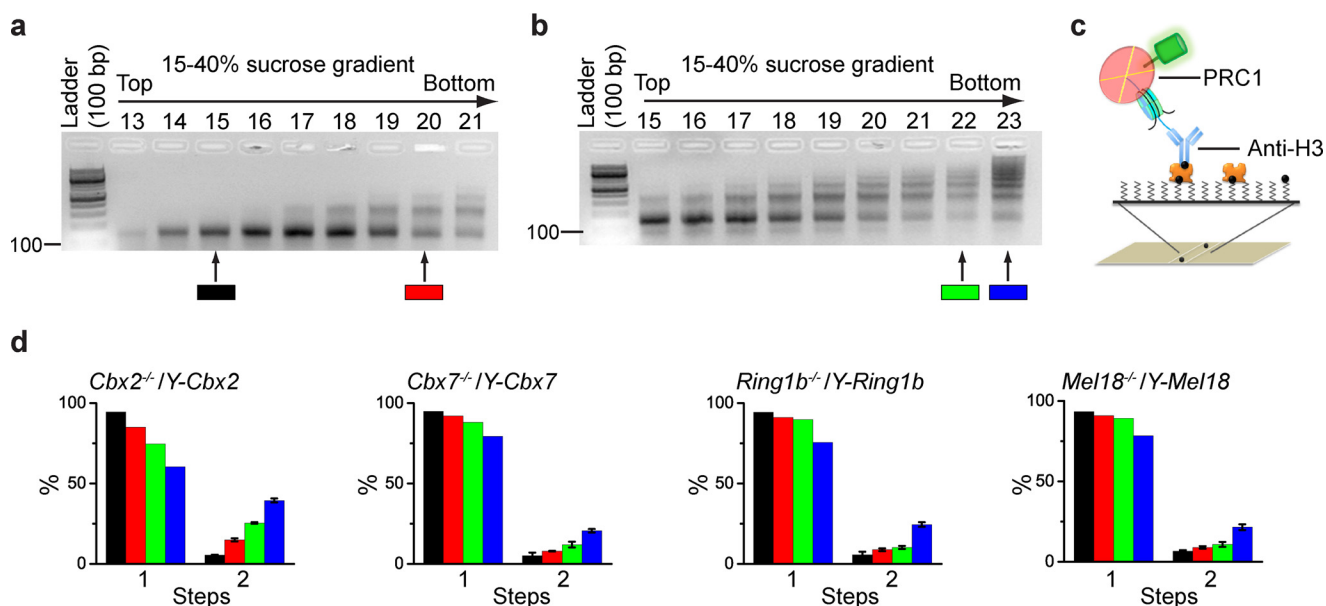 a
Ladder
(100 bp)
15-40% sucrose gradient
Top Bottom
13 14 15 16 17 18 19 20 21
100
b
Ladder
(100 bp)
15-40% sucrose gradient
Top Bottom
15 16 17 18 19 20 21 22 23
100
c
PRC1
Anti-H3
d
Cbx2-/-/Y-Cbx2
100
50
0
%
1 2
Steps
Cbx7-/-/Y-Cbx7
100
50
0
%
1 2
Steps
Ring1b-/-/Y-Ring1b
100
50
0
%
1 2
Steps
Mel18-/-/Y-Mel18
100
50
0
%
1 2
Steps